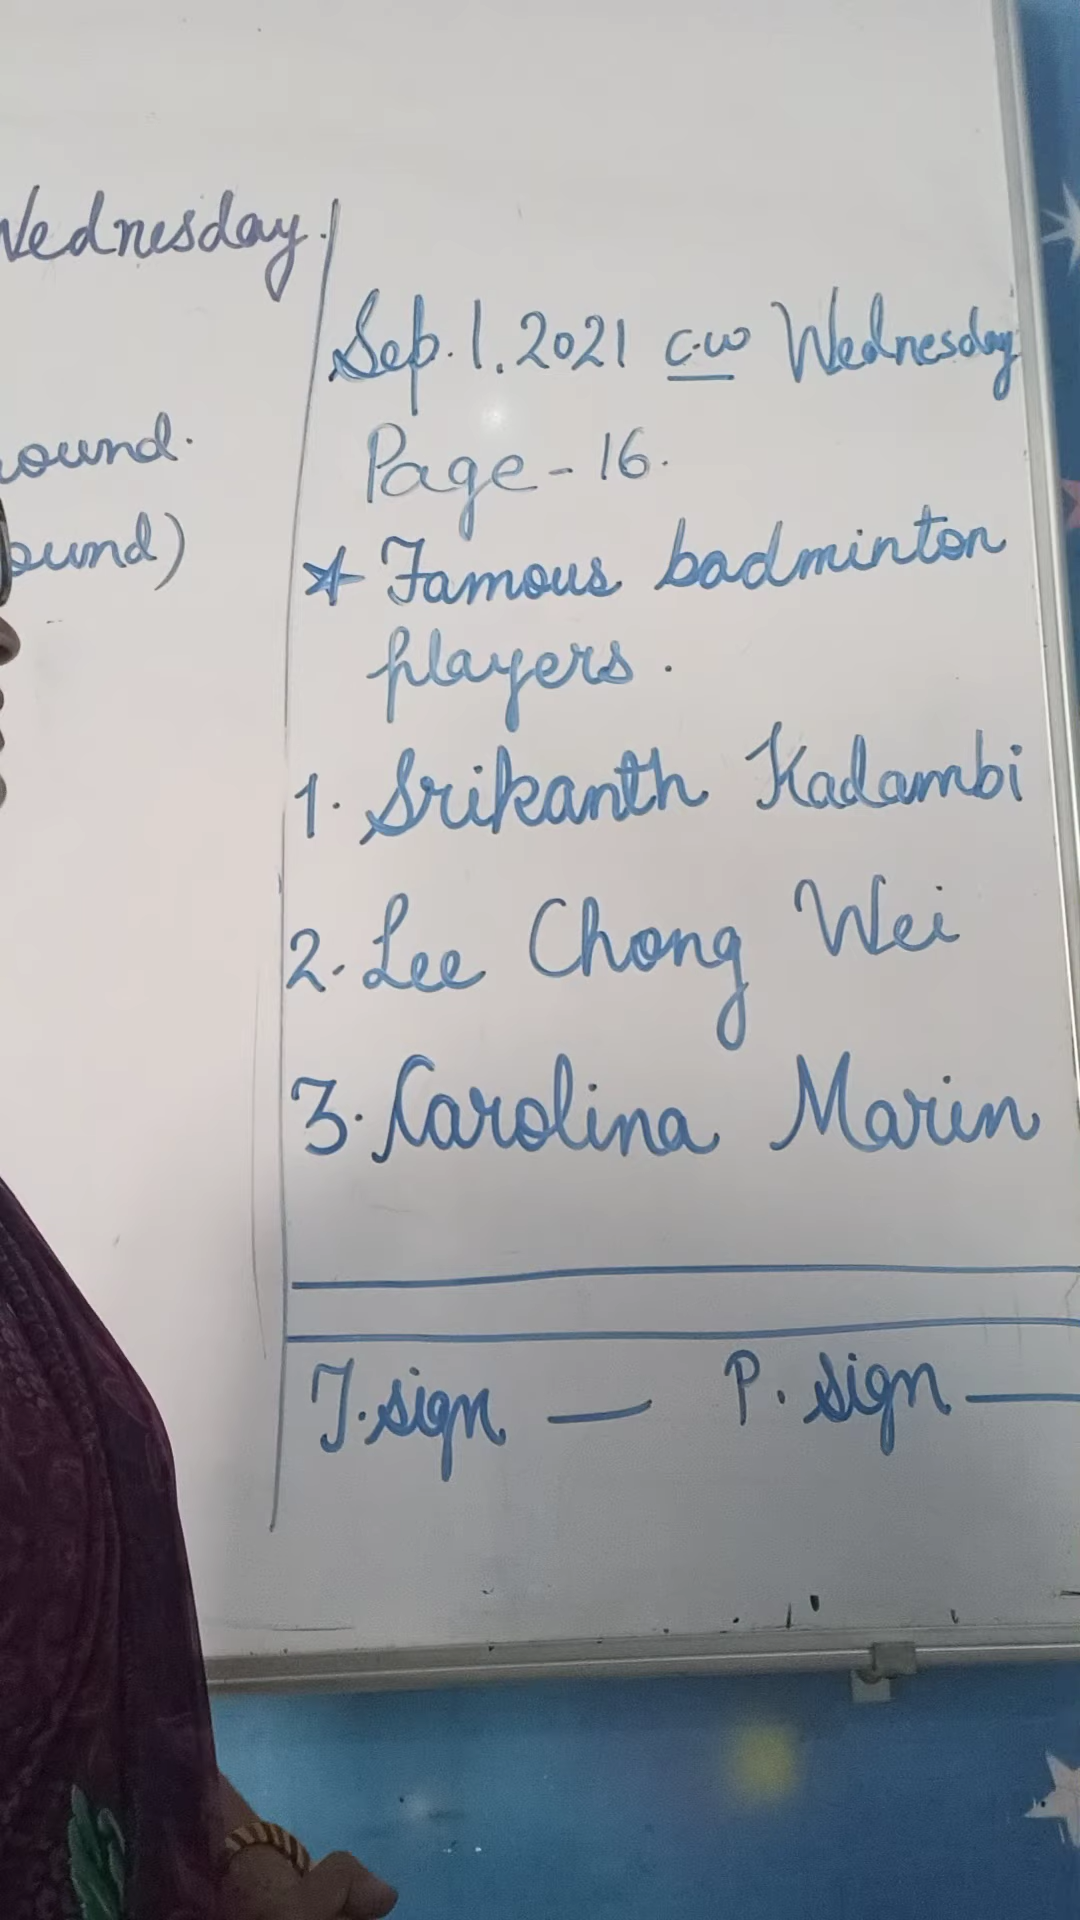 Wednesday.
ound.
ound)
Sep. 1. 2021 C.W Wednesday
Page - 16.
* Famous badminton
players.
1. Srikanth Kadambi
2. Lee Chong Wei
3. Carolina Marin
T. sign — P. sign —